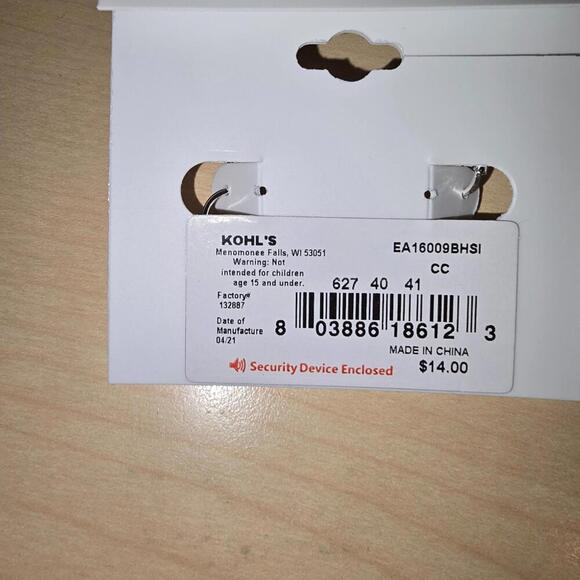 KOHL'S
Menomonee Falls, WI 53051
Warning: Not
intended for children
age 15 and under.
Factory#
132887
Date of
Manufacture
04/21
EA16009BHSI
CC
627 40 41
8 03886 18612 3
MADE IN CHINA
$14.00
Security Device Enclosed